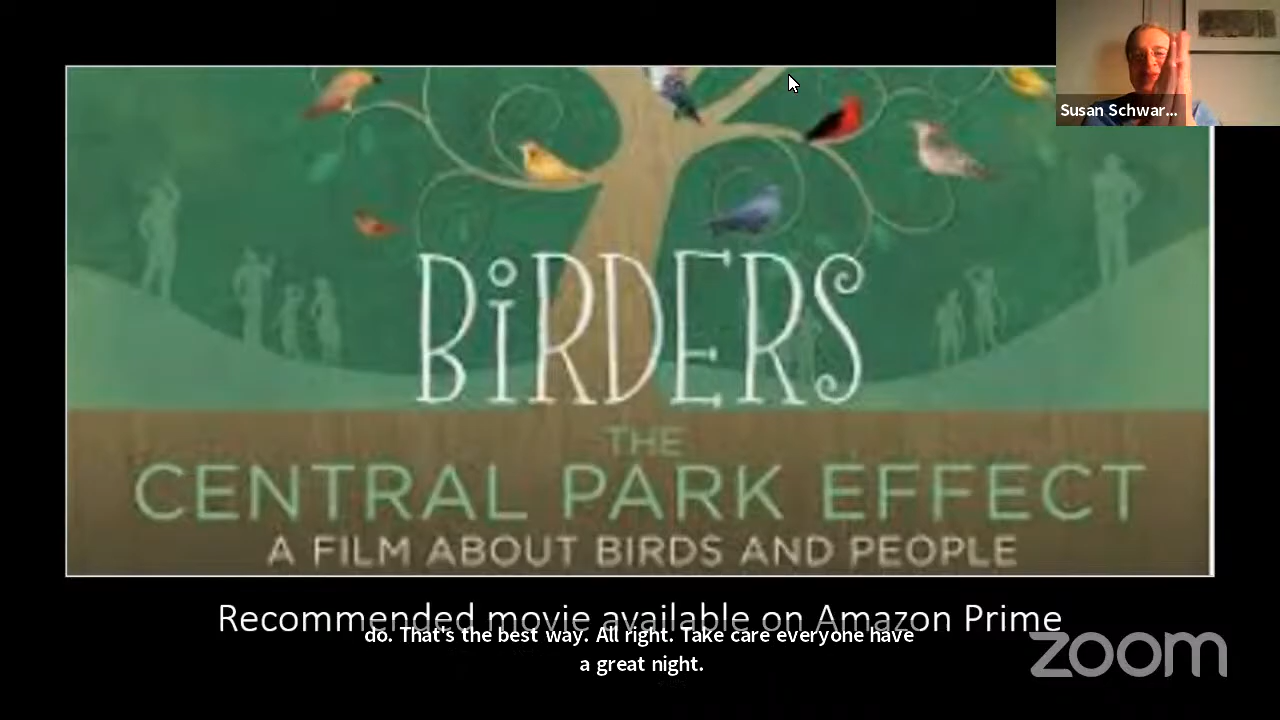 Susan Schwar...
BiRDERS
THE
CENTRAL PARK EFFECT
A FILM ABOUT BIRDS AND PEOPLE
Recommended movie available on Amazon Prime
do. That's the best way. All right. Take care everyone have
a great night.
zoom